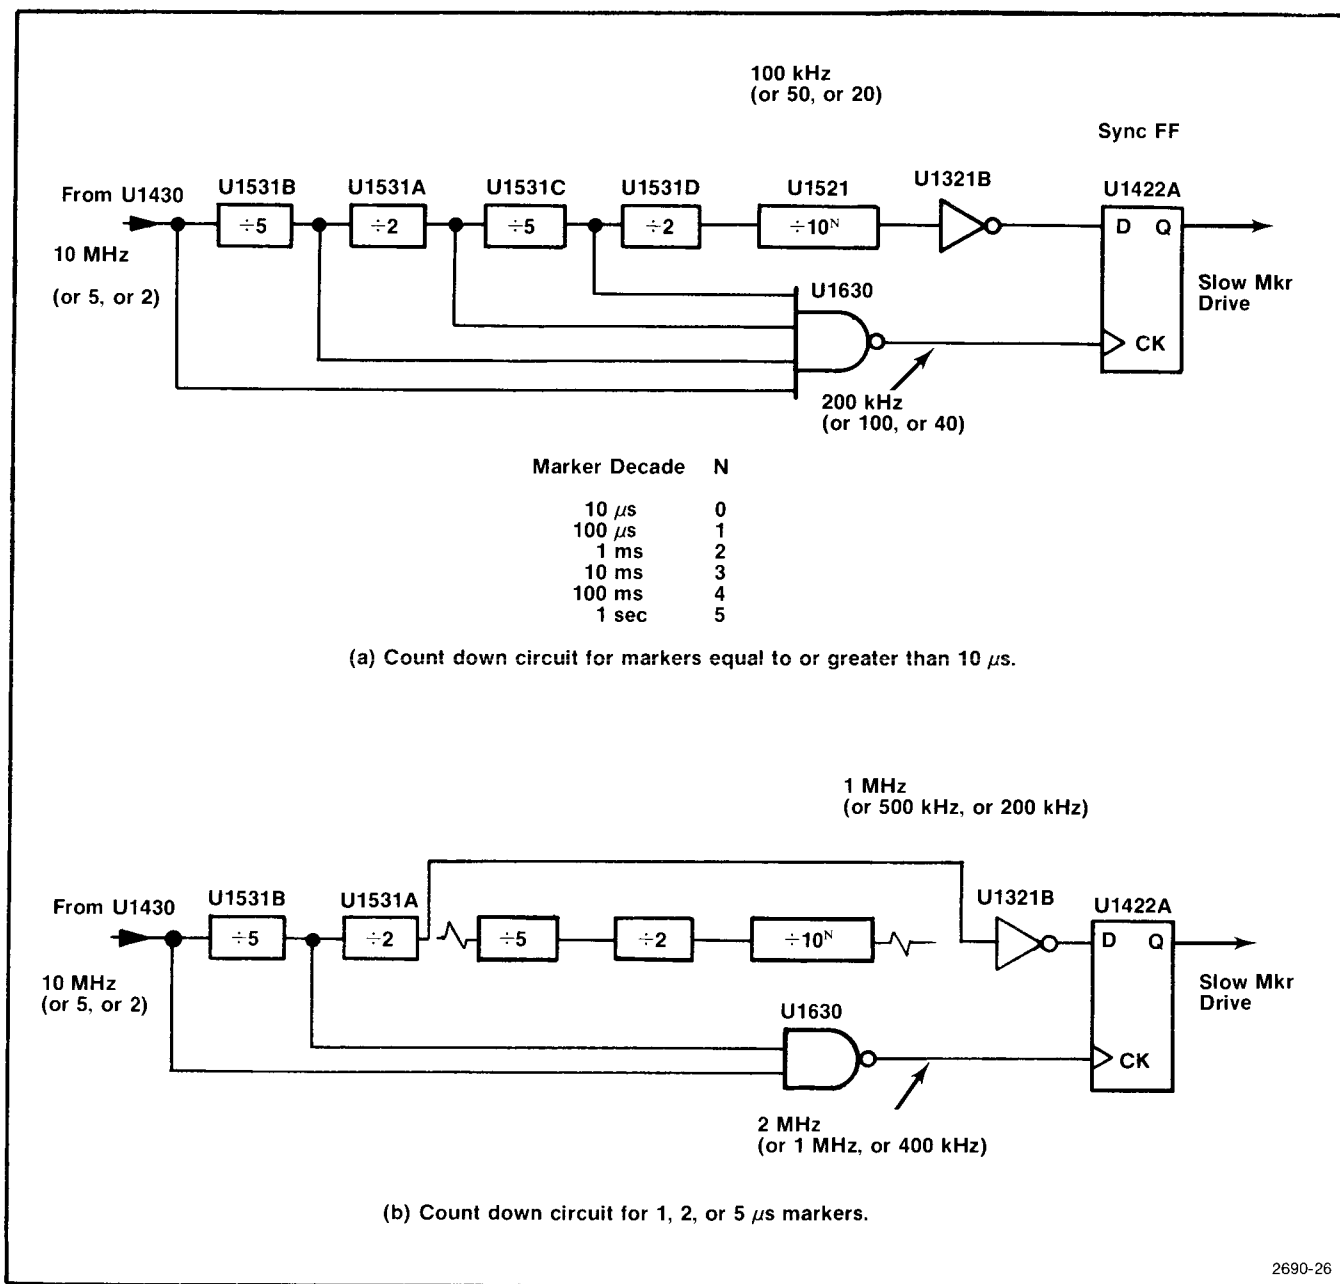 100 kHz
(or 50, or 20)
Sync FF
From U1430
U1531B
U1531A
U1531C
U1531D
U1521
U1321B
U1422A
÷5
÷2
÷5
÷2
÷10ᴺ
D Q
10 MHz
(or 5, or 2)
U1630
Slow Mkr
Drive
CK
200 kHz
(or 100, or 40)
Marker Decade N
10 µs 0
100 µs 1
1 ms 2
10 ms 3
100 ms 4
1 sec 5
(a) Count down circuit for markers equal to or greater than 10 µs.
1 MHz
(or 500 kHz, or 200 kHz)
From U1430
U1531B
U1531A
U1321B
U1422A
÷5
÷2
÷5
÷2
÷10ᴺ
D Q
10 MHz
(or 5, or 2)
U1630
Slow Mkr
Drive
CK
2 MHz
(or 1 MHz, or 400 kHz)
(b) Count down circuit for 1, 2, or 5 µs markers.
2690-26